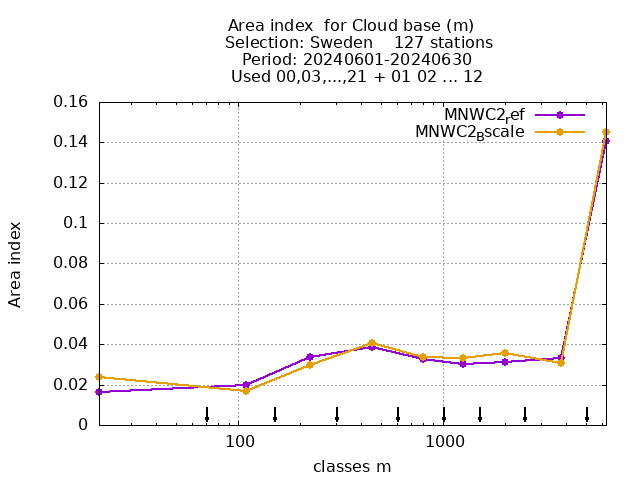 Area index  for Cloud base (m)
Selection: Sweden    127 stations
Period: 20240601-20240630
Used 00,03,...,21 + 01 02 ... 12
MNWC2_ref
MNWC2_Bscale
0.16
0.14
0.12
0.1
0.08
0.06
0.04
0.02
0
Area index
100
1000
classes m